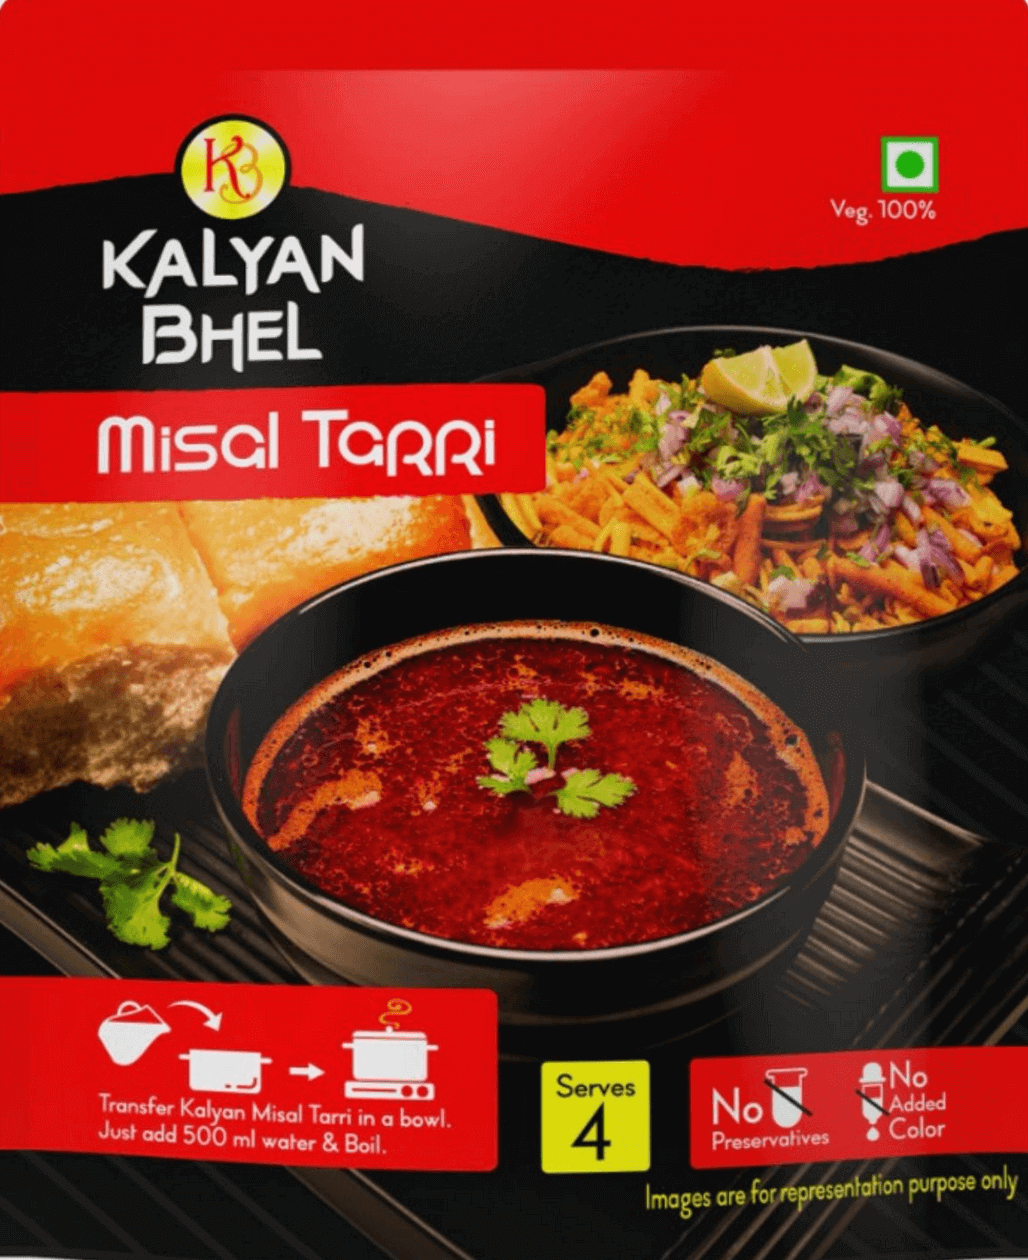 KB
Veg. 100%
KALYAN
BHEL
Misal Tarri
Transfer Kalyan Misal Tarri in a bowl.
Just add 500 ml water & Boil.
Serves
4
No
Preservatives
No
Added
Color
Images are for representation purpose only